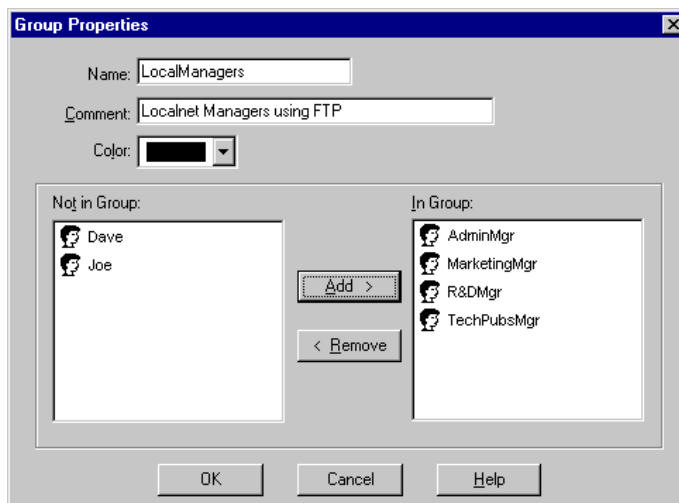 Group Properties
Name: LocalManagers
Comment: Localnet Managers using FTP
Color:
Not in Group:
Dave
Joe
Add >
< Remove
In Group:
AdminMgr
MarketingMgr
R&DMgr
TechPubsMgr
OK
Cancel
Help